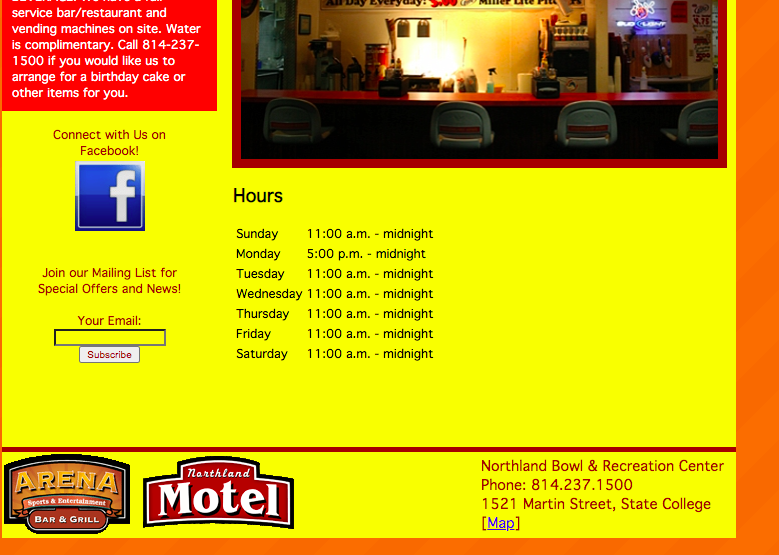 service bar/restaurant and
vending machines on site. Water
is complimentary. Call 814-237-
1500 if you would like us to
arrange for a birthday cake or
other items for you.
Connect with Us on
Facebook!
f
Join our Mailing List for
Special Offers and News!
Your Email:
Subscribe
All Day Everyday: Miller Lite
BUD LIGHT
Hours
Sunday 11:00 a.m. - midnight
Monday 5:00 p.m. - midnight
Tuesday 11:00 a.m. - midnight
Wednesday 11:00 a.m. - midnight
Thursday 11:00 a.m. - midnight
Friday 11:00 a.m. - midnight
Saturday 11:00 a.m. - midnight
ARENA
Sports & Entertainment
BAR & GRILL
Northland
Motel
Northland Bowl & Recreation Center
Phone: 814.237.1500
1521 Martin Street, State College
[Map]